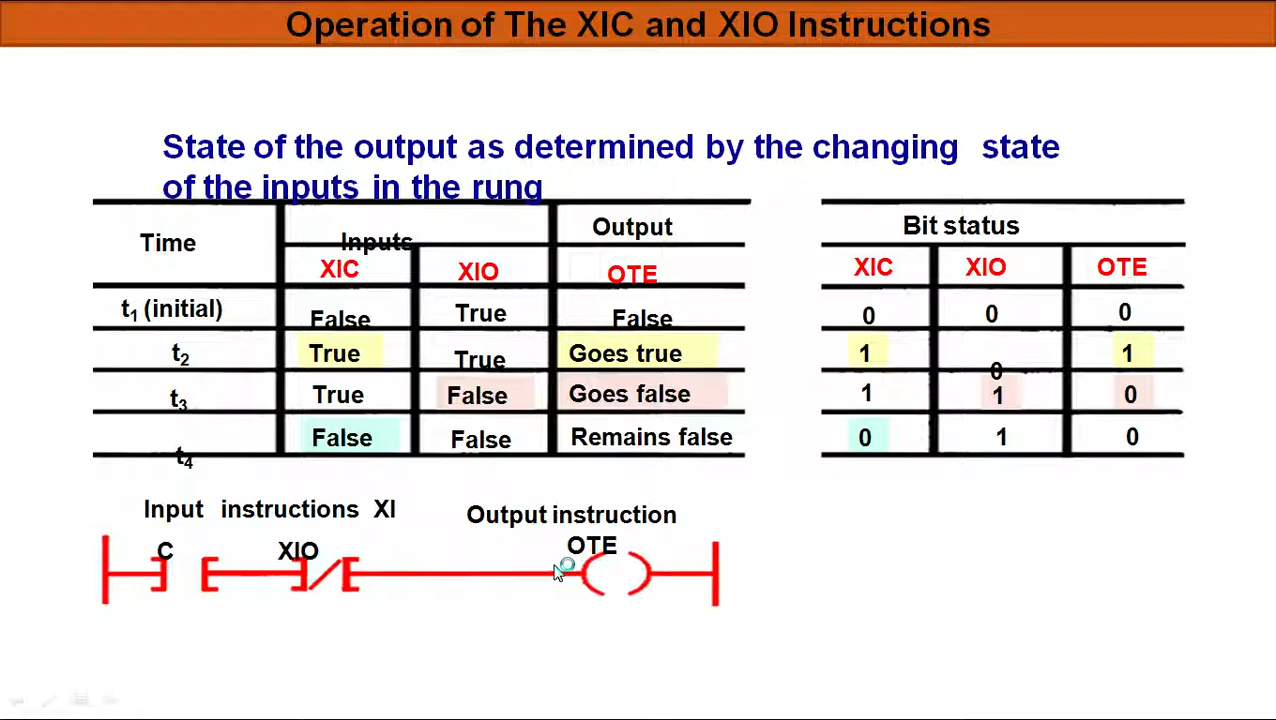 Operation of The XIC and XIO Instructions
State of the output as determined by the changing state
of the inputs in the rung
Time Inputs Output
XIC XIO OTE
t1 (initial) False True False
t2 True True Goes true
t3 True False Goes false
t4 False False Remains false
Bit status
XIC XIO OTE
0 0 0
1 0 1
1 1 0
0 1 0
Input instructions XI
C XIO
Output instruction
OTE